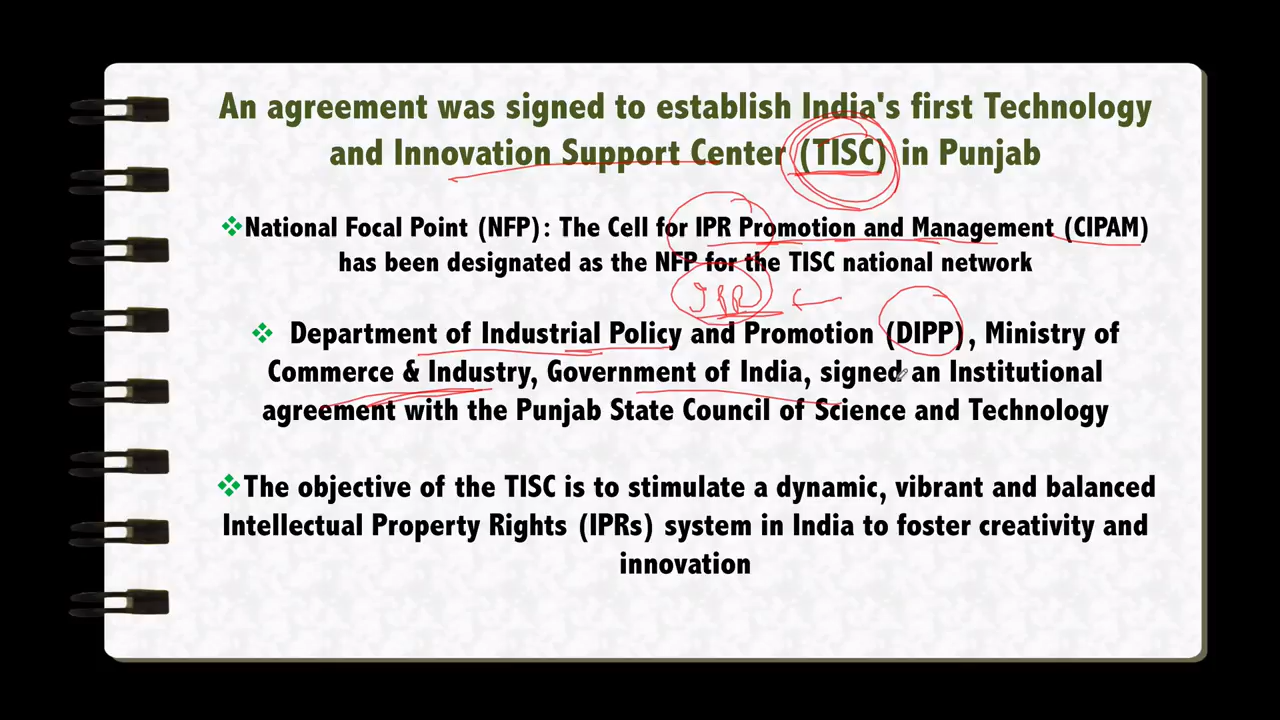 An agreement was signed to establish India's first Technology
and Innovation Support Center (TISC) in Punjab
❖National Focal Point (NFP): The Cell for IPR Promotion and Management (CIPAM)
has been designated as the NFP for the TISC national network
IPR
❖ Department of Industrial Policy and Promotion (DIPP), Ministry of
Commerce & Industry, Government of India, signed an Institutional
agreement with the Punjab State Council of Science and Technology
❖The objective of the TISC is to stimulate a dynamic, vibrant and balanced
Intellectual Property Rights (IPRs) system in India to foster creativity and
innovation